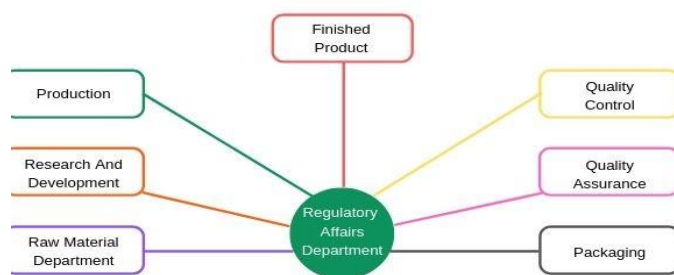 Finished
Product
Production
Quality
Control
Research And
Development
Quality
Assurance
Regulatory
Affairs
Department
Raw Material
Department
Packaging